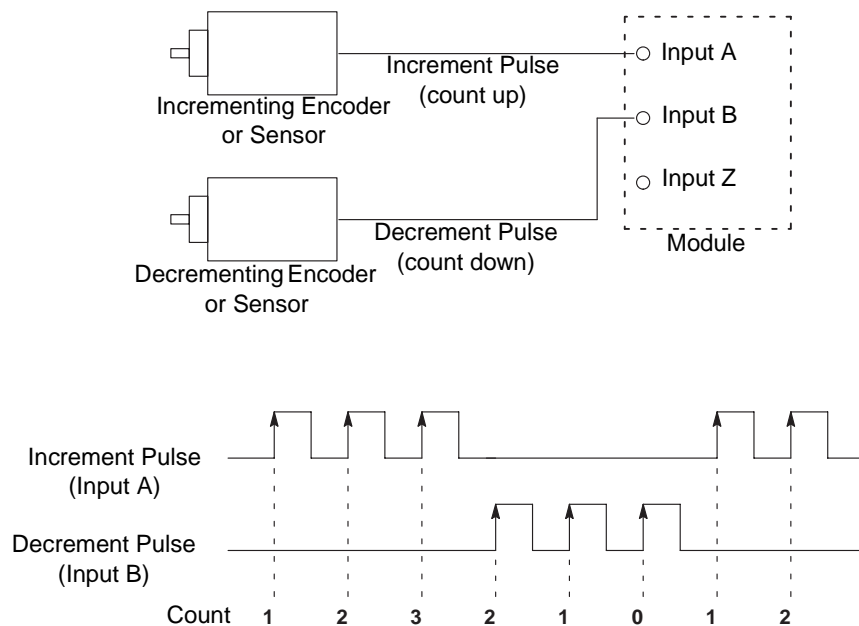 Input A
Increment Pulse
(count up)
Incrementing Encoder
or Sensor
Input B
Input Z
Decrement Pulse
(count down)
Module
Decrementing Encoder
or Sensor
Increment Pulse
(Input A)
Decrement Pulse
(Input B)
Count 1 2 3 2 1 0 1 2